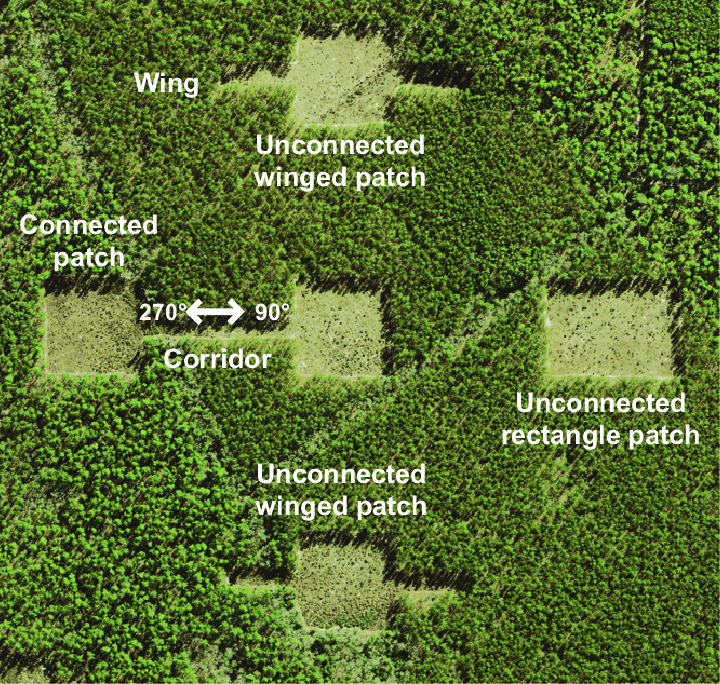 Wing
Unconnected
winged patch
Connected
patch
270° 90°
Corridor
Unconnected
rectangle patch
Unconnected
winged patch